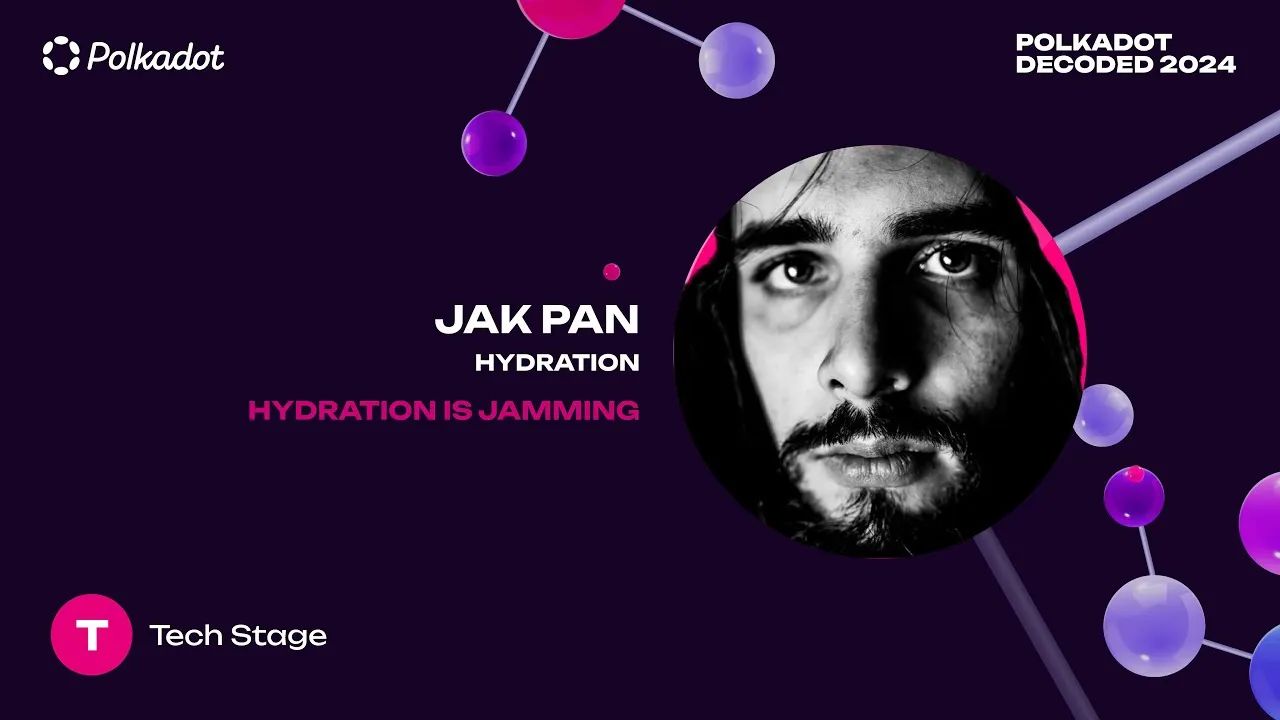 Polkadot
POLKADOT
DECODED 2024
JAK PAN
HYDRATION
HYDRATION IS JAMMING
T
Tech Stage